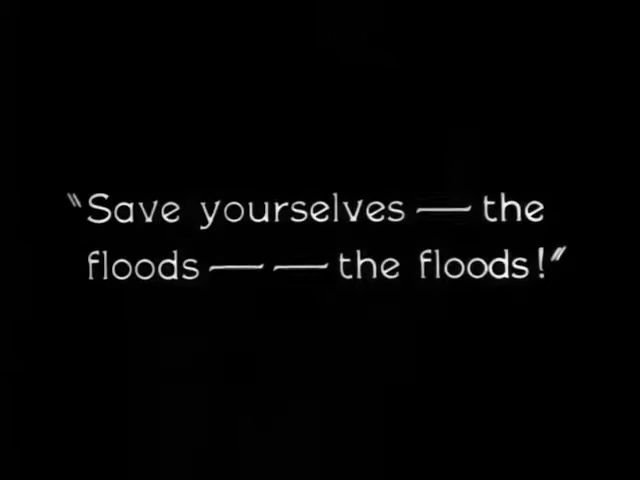 "Save yourselves — the
floods — — the floods!"